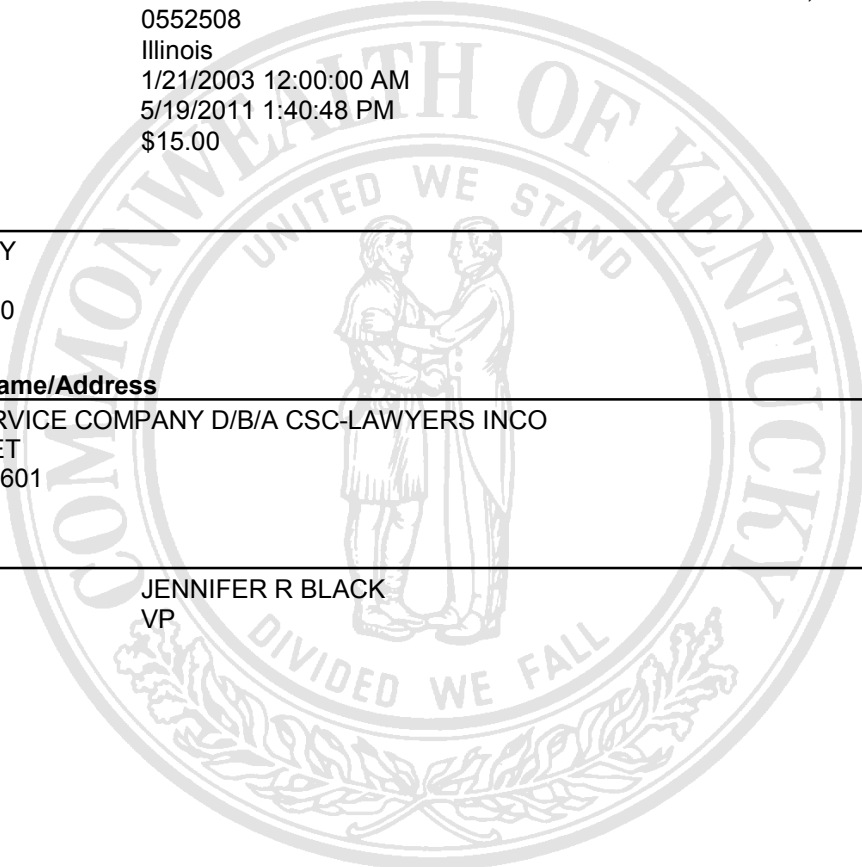 0552508
Illinois
1/21/2003 12:00:00 AM
5/19/2011 1:40:48 PM
$15.00
Y
0
ame/Address
RVICE COMPANY D/B/A CSC-LAWYERS INCO
ET
601
JENNIFER R BLACK
VP
COMMONWEALTH OF KENTUCKY
UNITED WE STAND
DIVIDED WE FALL